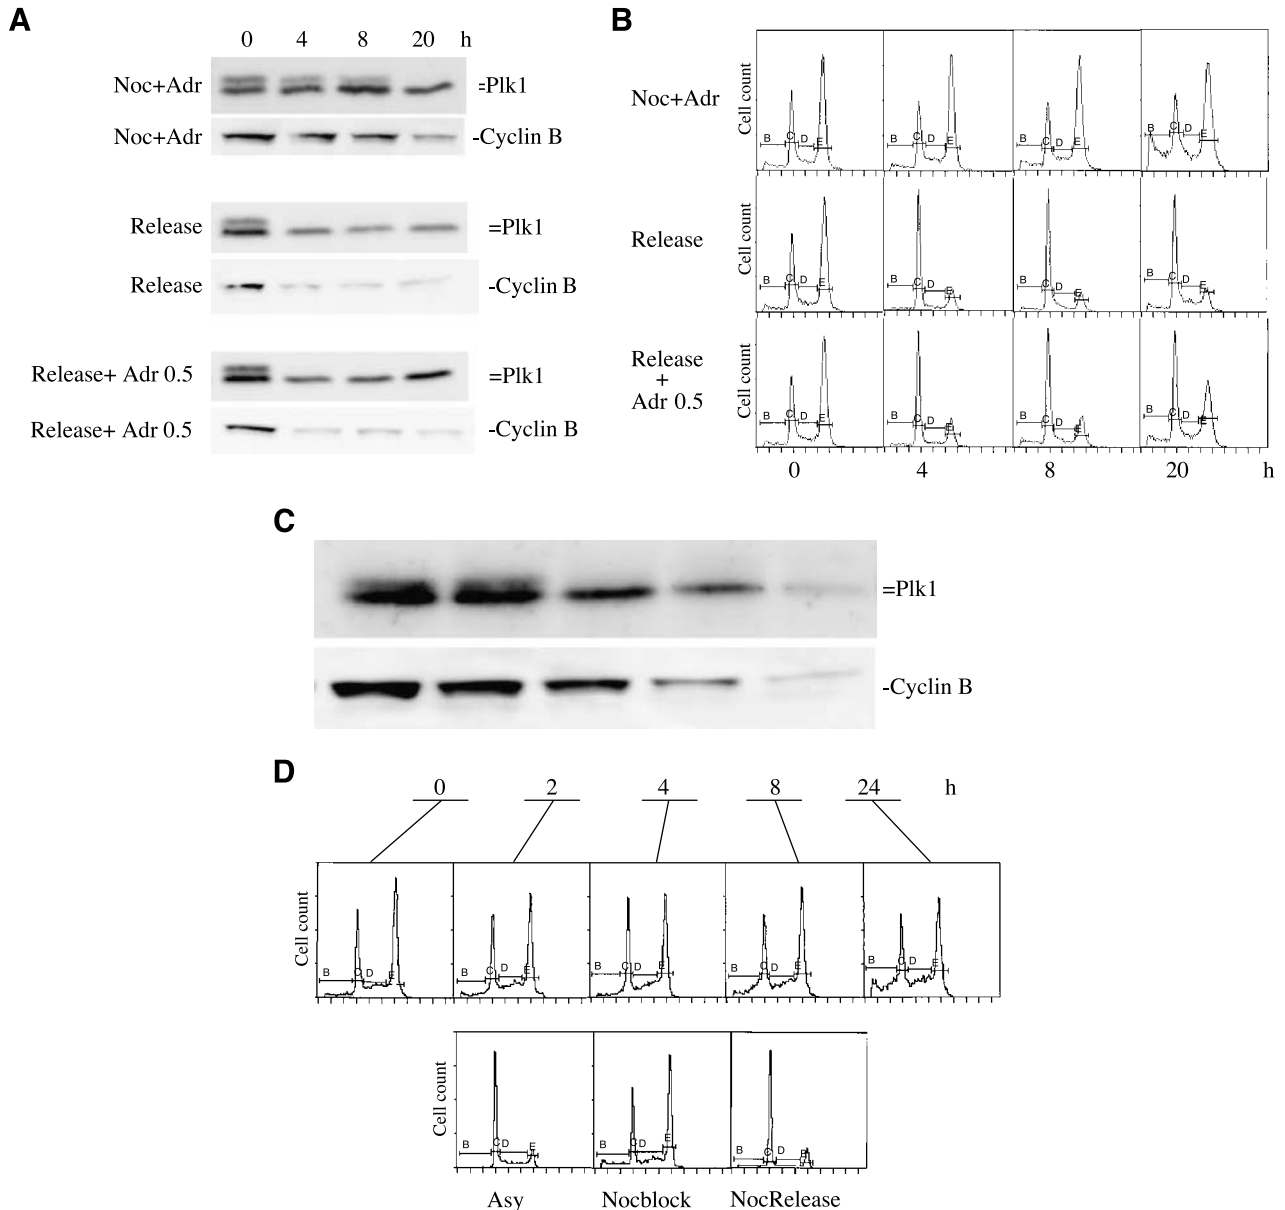 A
0 4 8 20 h
Noc+Adr =Plk1
Noc+Adr -Cyclin B
Release =Plk1
Release -Cyclin B
Release+ Adr 0.5 =Plk1
Release+ Adr 0.5 -Cyclin B
B
Noc+Adr
Cell count
B C D E
B C D E
B C D E
B C D E
Release
Cell count
B C D E
B C D E
B C D E
B C D E
Release
+
Adr 0.5
Cell count
B C D E
B C D E
B C D E
B C D E
0 4 8 20 h
C
=Plk1
-Cyclin B
D
0 2 4 8 24 h
Cell count
B C D E
B C D E
B C D E
B C D E
B C D E
Cell count
B C D E
B C D E
B C D
Asy Nocblock NocRelease